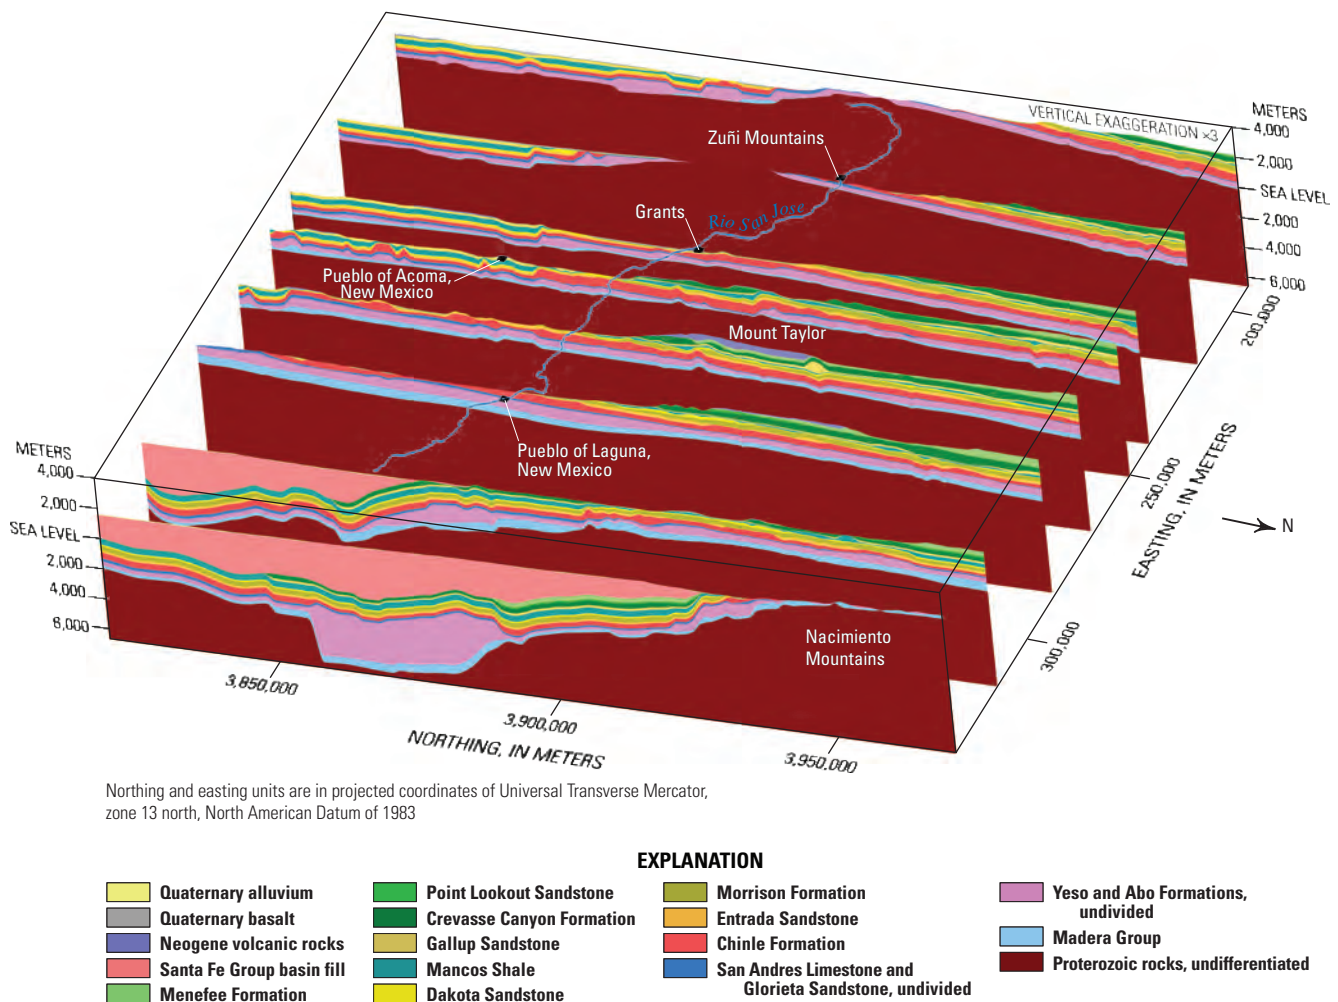 VERTICAL EXAGGERATION ×3
METERS
4,000
2,000
SEA LEVEL
2,000
4,000
6,000
Zuñi Mountains
Grants
Rio San Jose
Pueblo of Acoma,
New Mexico
Mount Taylor
Pueblo of Laguna,
New Mexico
METERS
4,000
2,000
SEA LEVEL
2,000
4,000
6,000
200,000
250,000
300,000
EASTING, IN METERS
N
Nacimiento
Mountains
3,850,000
3,900,000
3,950,000
NORTHING, IN METERS
Northing and easting units are in projected coordinates of Universal Transverse Mercator,
zone 13 north, North American Datum of 1983
EXPLANATION
Quaternary alluvium
Quaternary basalt
Neogene volcanic rocks
Santa Fe Group basin fill
Menefee Formation
Point Lookout Sandstone
Crevasse Canyon Formation
Gallup Sandstone
Mancos Shale
Dakota Sandstone
Morrison Formation
Entrada Sandstone
Chinle Formation
San Andres Limestone and
Glorieta Sandstone, undivided
Yeso and Abo Formations,
undivided
Madera Group
Proterozoic rocks, undifferentiated